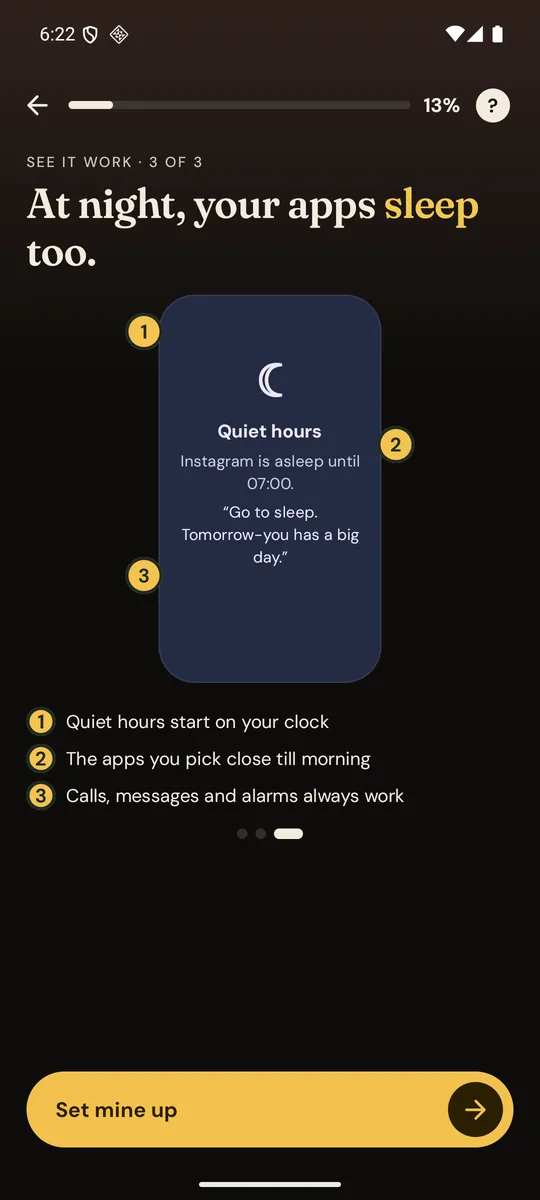 6:22
13%
?
SEE IT WORK · 3 OF 3
At night, your apps sleep
too.
1
Quiet hours
2
Instagram is asleep until
07:00.
“Go to sleep.
Tomorrow-you has a big
day.”
3
1 Quiet hours start on your clock
2 The apps you pick close till morning
3 Calls, messages and alarms always work
Set mine up